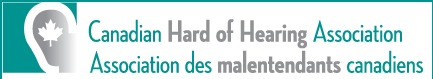 Canadian Hard of Hearing Association
Association des malentendants canadiens